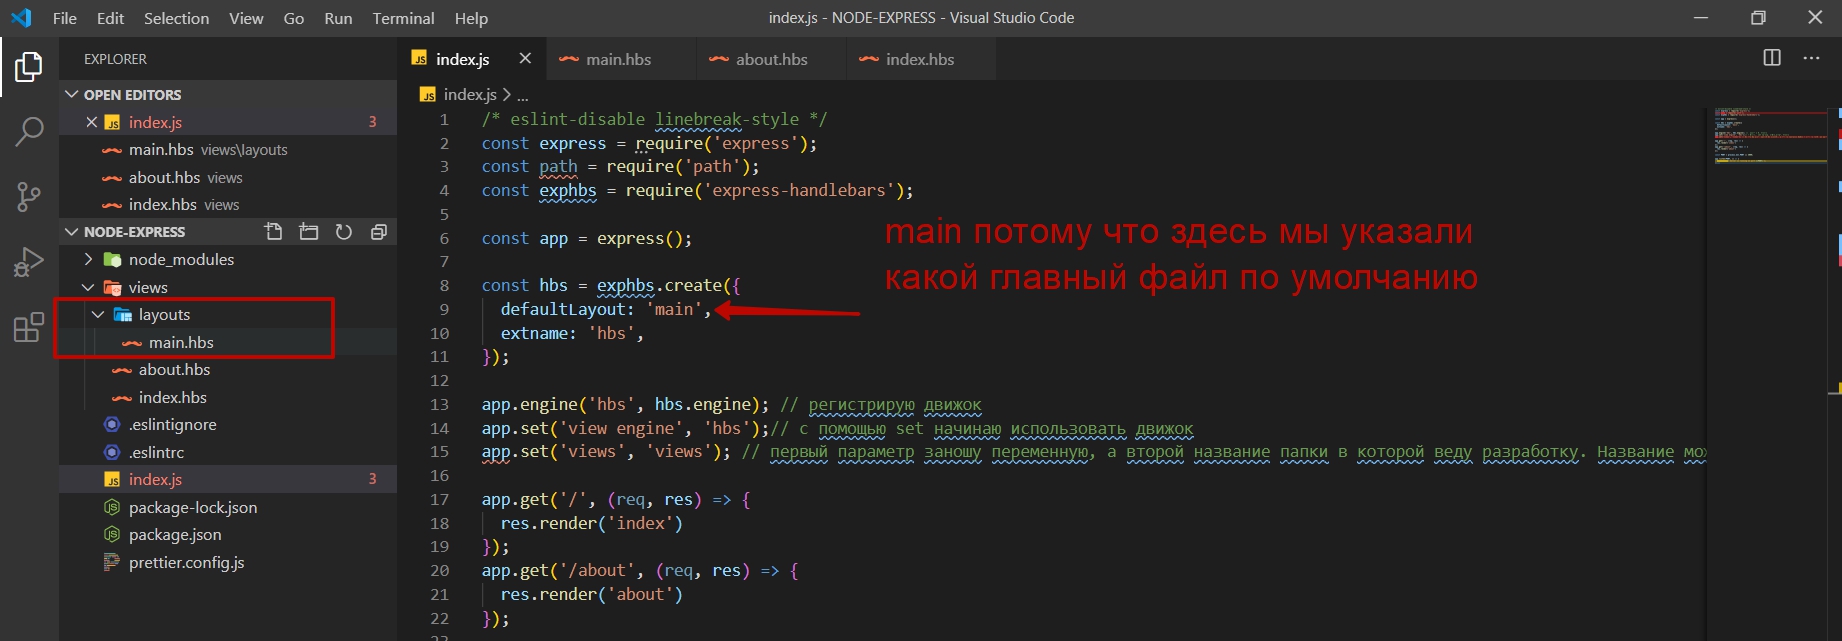 File Edit Selection View Go Run Terminal Help
index.js - NODE-EXPRESS - Visual Studio Code
EXPLORER
OPEN EDITORS
index.js 3
main.hbs views\layouts
about.hbs views
index.hbs views
NODE-EXPRESS
node_modules
views
layouts
main.hbs
about.hbs
index.hbs
.eslintignore
.eslintrc
index.js 3
package-lock.json
package.json
prettier.config.js
index.js main.hbs about.hbs index.hbs
index.js > ...
1 /* eslint-disable linebreak-style */
2 const express = require('express');
3 const path = require('path');
4 const exphbs = require('express-handlebars');
5
6 const app = express();
7
8 const hbs = exphbs.create({
9 defaultLayout: 'main',
10 extname: 'hbs',
11 });
12
13 app.engine('hbs', hbs.engine); // регистрирую движок
14 app.set('view engine', 'hbs');// с помощью set начинаю использовать движок
15 app.set('views', 'views'); // первый параметр заношу переменную, а второй название папки в которой веду разработку. Название мо
16
17 app.get('/', (req, res) => {
18 res.render('index')
19 });
20 app.get('/about', (req, res) => {
21 res.render('about')
22 });
main потому что здесь мы указали
какой главный файл по умолчанию